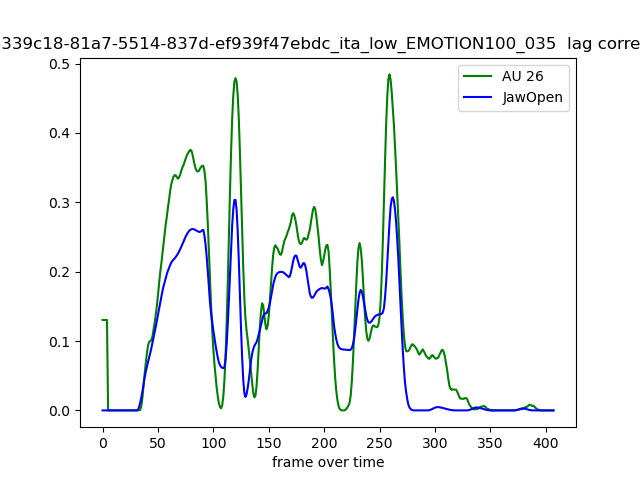 339c18-81a7-5514-837d-ef939f47ebdc_ita_low_EMOTION100_035 lag corre
AU 26
JawOpen
0.5
0.4
0.3
0.2
0.1
0.0
0 50 100 150 200 250 300 350 400
frame over time